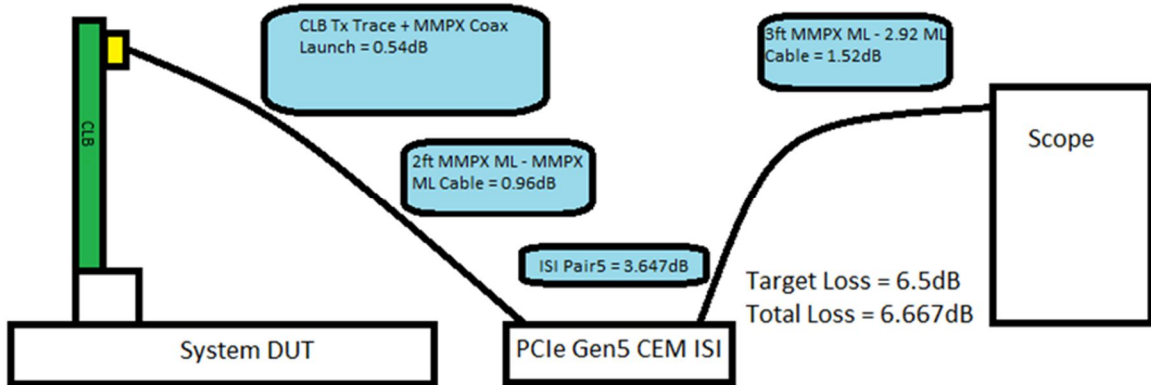 CLB Tx Trace + MMPX Coax
Launch = 0.54dB
3ft MMPX ML - 2.92 ML
Cable = 1.52dB
CLB
2ft MMPX ML - MMPX
ML Cable = 0.96dB
Scope
ISI Pair5 = 3.647dB
Target Loss = 6.5dB
Total Loss = 6.667dB
System DUT
PCIe Gen5 CEM ISI